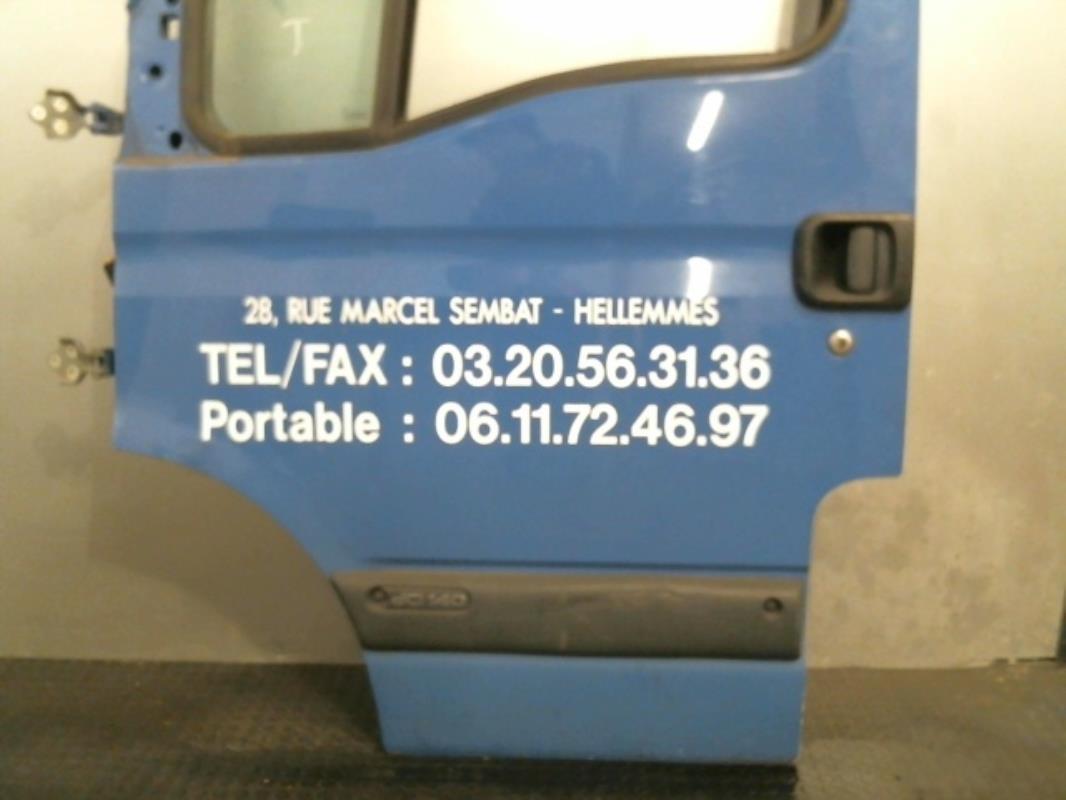 T
28, RUE MARCEL SEMBAT - HELLEMMES
TEL/FAX : 03.20.56.31.36
Portable : 06.11.72.46.97